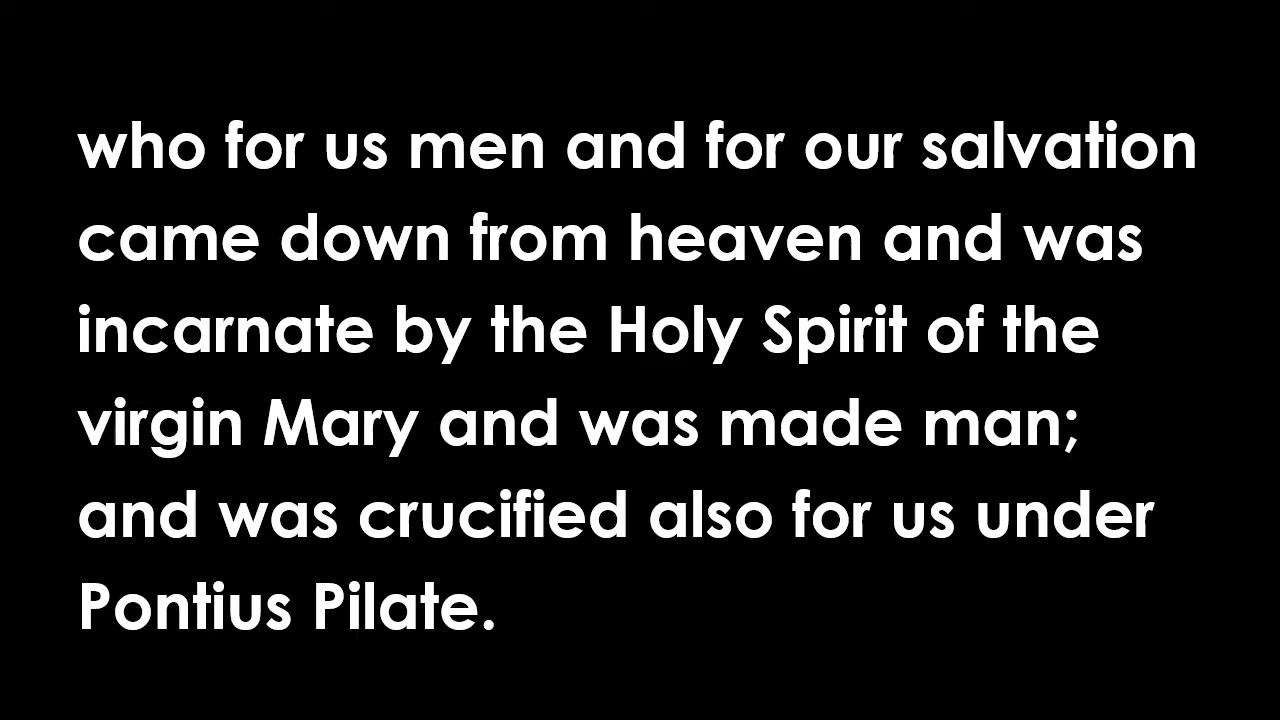 who for us men and for our salvation
came down from heaven and was
incarnate by the Holy Spirit of the
virgin Mary and was made man;
and was crucified also for us under
Pontius Pilate.